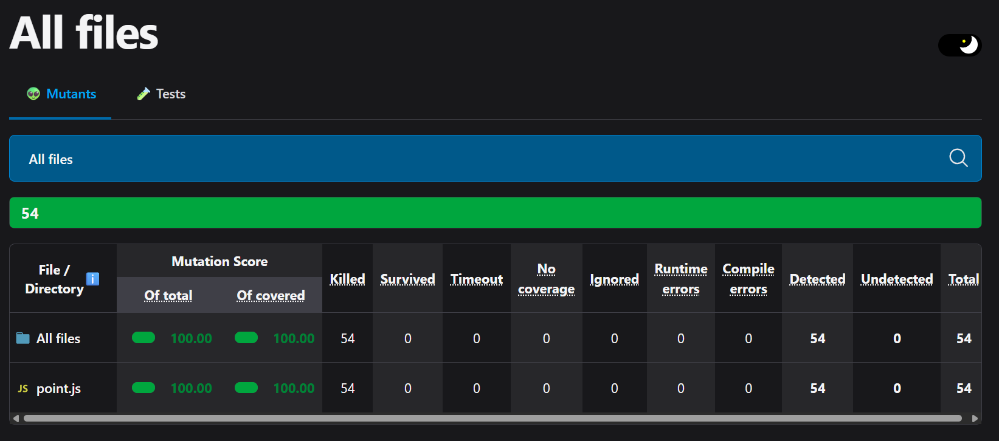 All files
👽 Mutants
🧪 Tests
All files
54
File / Directory ℹ️
Mutation Score
Of total
Of covered
Killed
Survived
Timeout
No coverage
Ignored
Runtime errors
Compile errors
Detected
Undetected
Total
All files 100.00 100.00 54 0 0 0 0 0 0 54 0 54
JS point.js 100.00 100.00 54 0 0 0 0 0 0 54 0 54